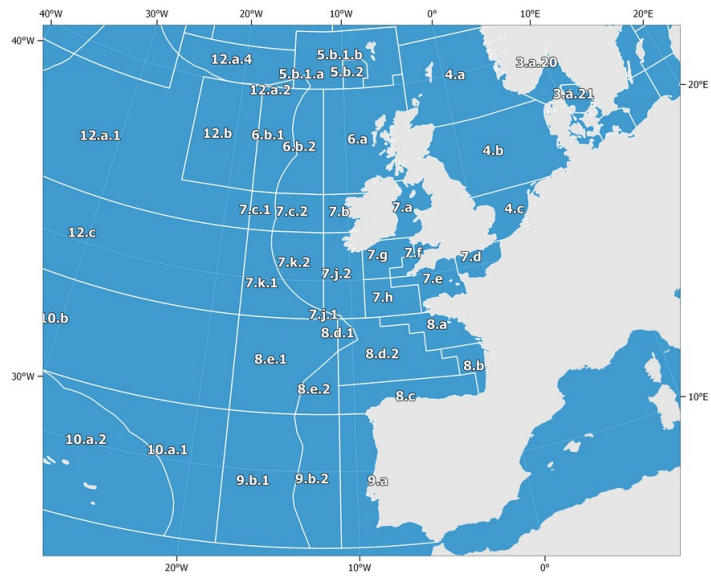 40°W 30°W 20°W 10°W 0° 10°E 20°E
40°W
12.a.4 5.b.1.b 3.a.20
5.b.1.a 5.b.2 4.a
12.a.2 3.a.21 20°E
12.a.1 12.b 6.b.1 6.a
6.b.2 4.b
7.c.1 7.c.2 7.b 7.a 4.c
12.c
7.g 7.f 7.d
7.k.2 7.j.2 7.e
7.k.1
7.h
7.j.1
10.b 8.d.1 8.a
8.e.1 8.d.2
8.b
30°W 8.e.2
8.c 10°E
10.a.2 10.a.1
9.b.1 9.b.2 9.a
20°W 10°W 0°